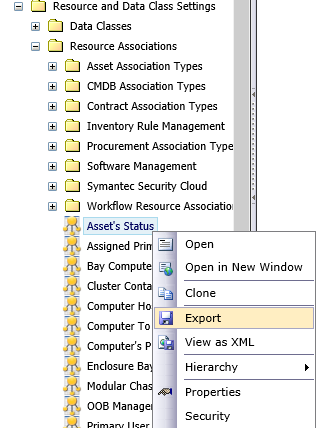 Resource and Data Class Settings
Data Classes
Resource Associations
Asset Association Types
CMDB Association Types
Contract Association Types
Inventory Rule Management
Procurement Association Type
Software Management
Symantec Security Cloud
Workflow Resource Association
Asset's Status
Assigned
Bay Compute
Cluster Conta
Computer Ho
Computer To
Computer's P
Enclosure Bay
Modular Chas
OOB Manage
Primary User
Open
Open in New Window
Clone
Export
View as XML
Hierarchy
Properties
Security